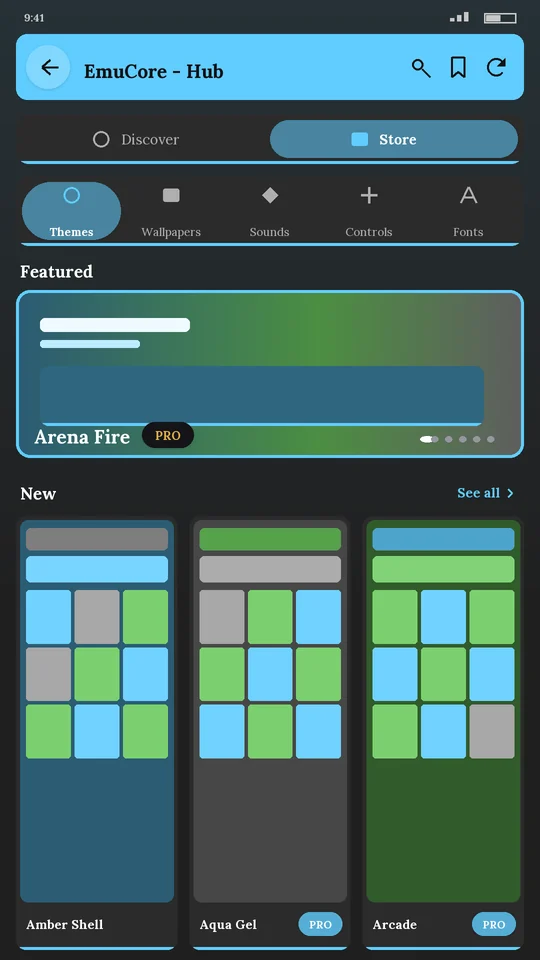 9:41
EmuCore - Hub
Discover
Store
Themes
Wallpapers
Sounds
Controls
Fonts
Featured
Arena Fire
PRO
New
See all
Amber Shell
Aqua Gel
PRO
Arcade
PRO